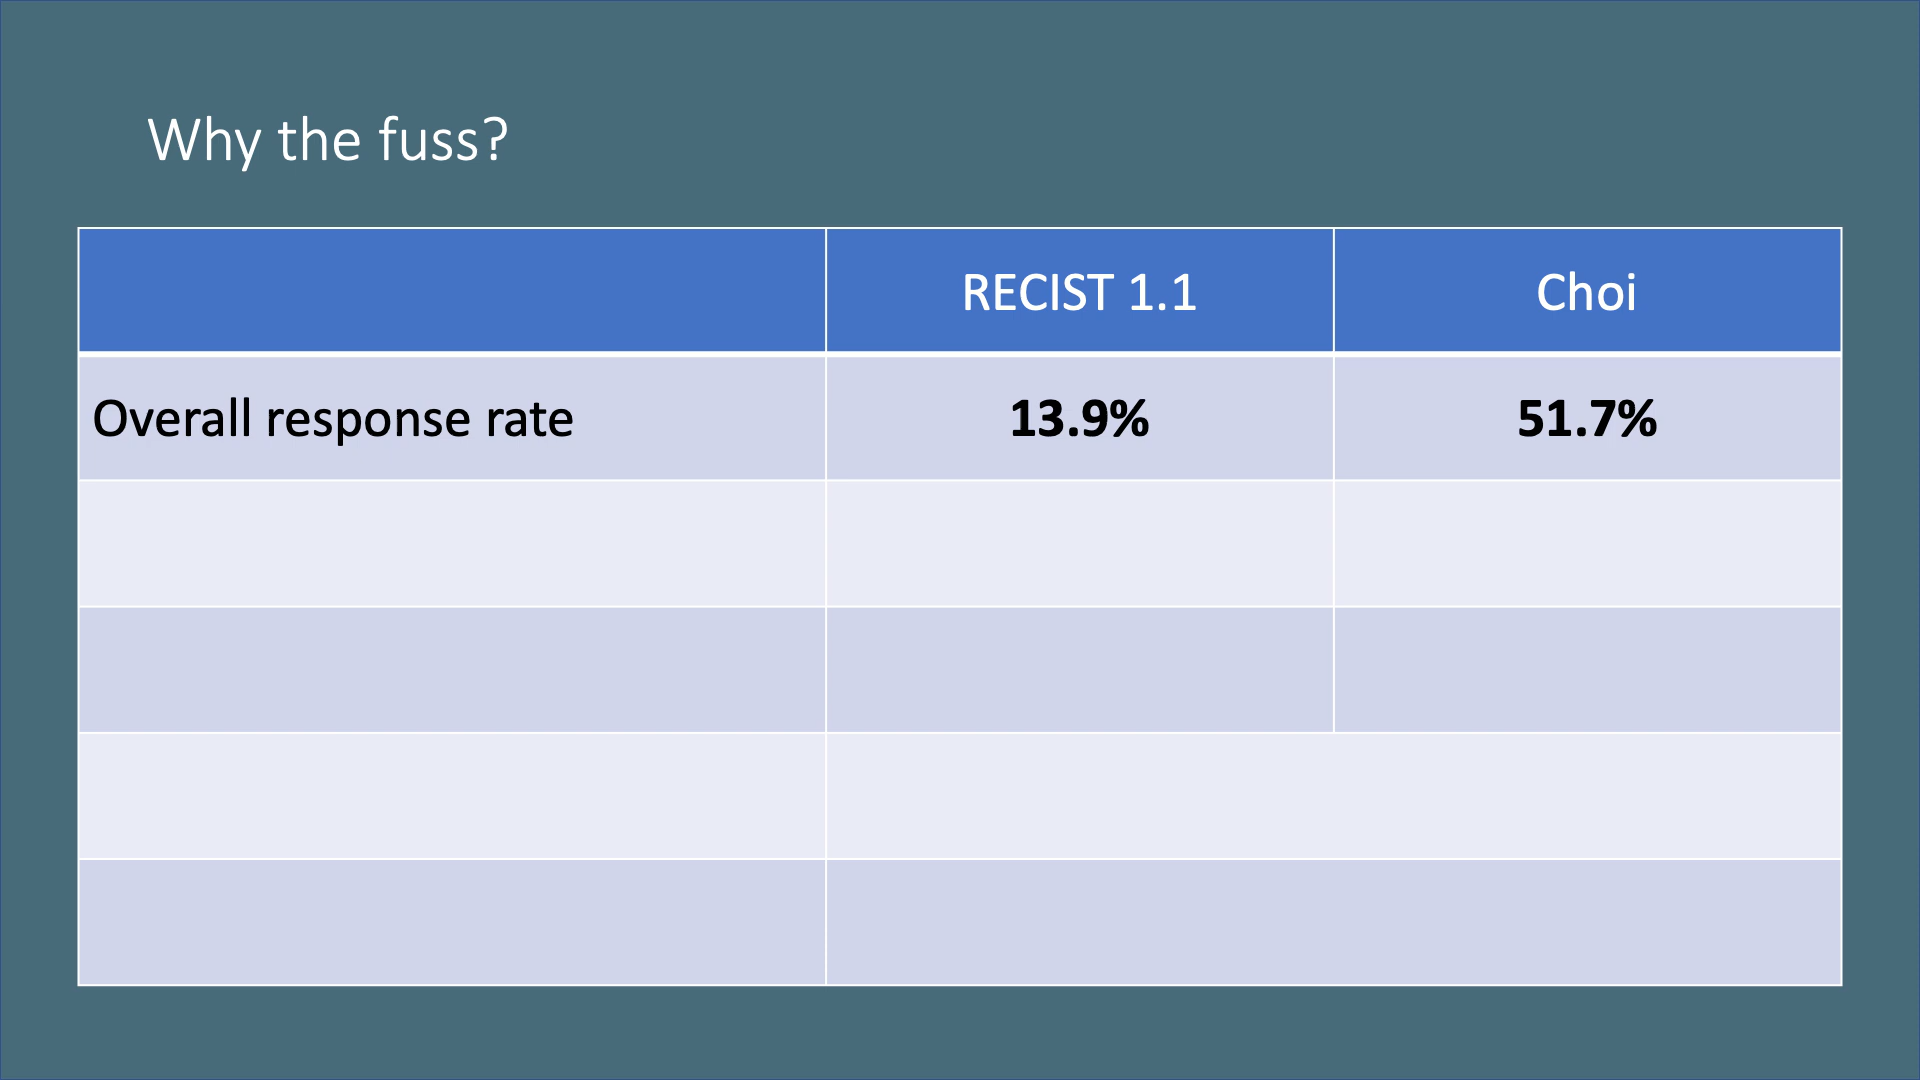 Why the fuss?
RECIST 1.1 Choi
Overall response rate 13.9% 51.7%